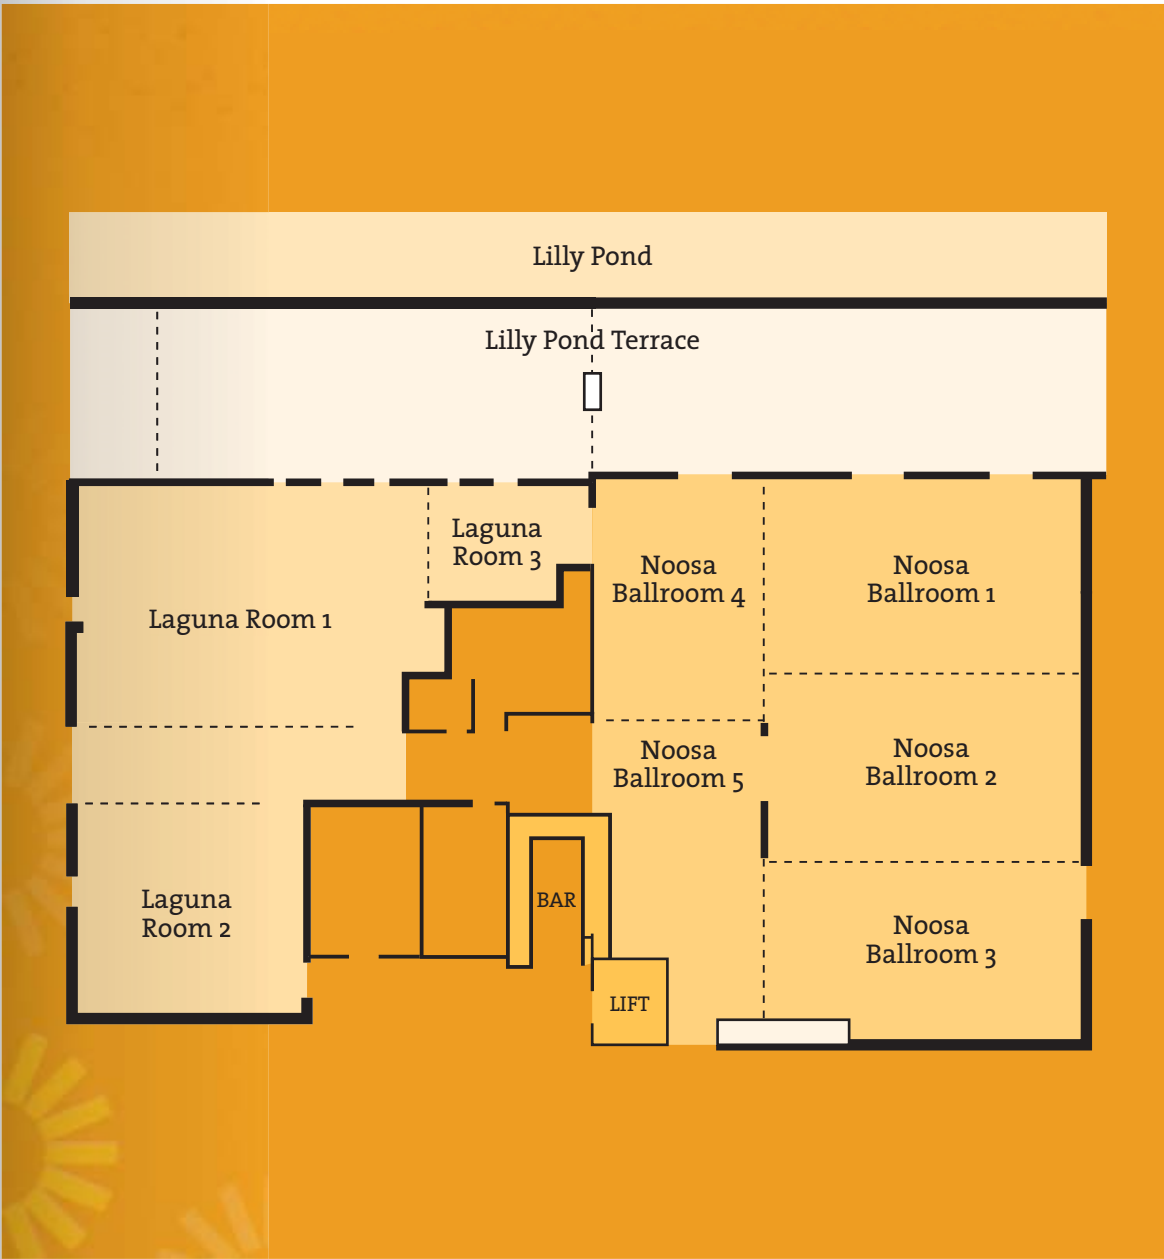 Lilly Pond
Lilly Pond Terrace
Laguna
Room 3
Noosa
Ballroom 4
Noosa
Ballroom 1
Laguna Room 1
Noosa
Ballroom 5
Noosa
Ballroom 2
Laguna
Room 2
BAR
Noosa
Ballroom 3
LIFT